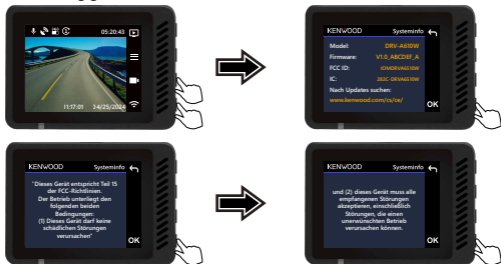 05:20:43
11:17:01 34/25/2024
KENWOOD Systeminfo
Model: DRV-A610W
Firmware: V1.0_ABCDEF_A
FCC ID:
IC:
Nach Updates suchen:
www.kenwood.com/cs/ce/
OK
KENWOOD Systeminfo
"Dieses Gerät entspricht Teil 15
der FCC-Richtlinien.
Der Betrieb unterliegt den
folgenden beiden
Bedingungen:
(1) Dieses Gerät darf keine
schädlichen Störungen
verursachen"
OK
KENWOOD Systeminfo
und (2) dieses Gerät muss alle
empfangenen Störungen
akzeptieren, einschließlich
Störungen, die einen
unerwünschten Betrieb
verursachen können.
OK